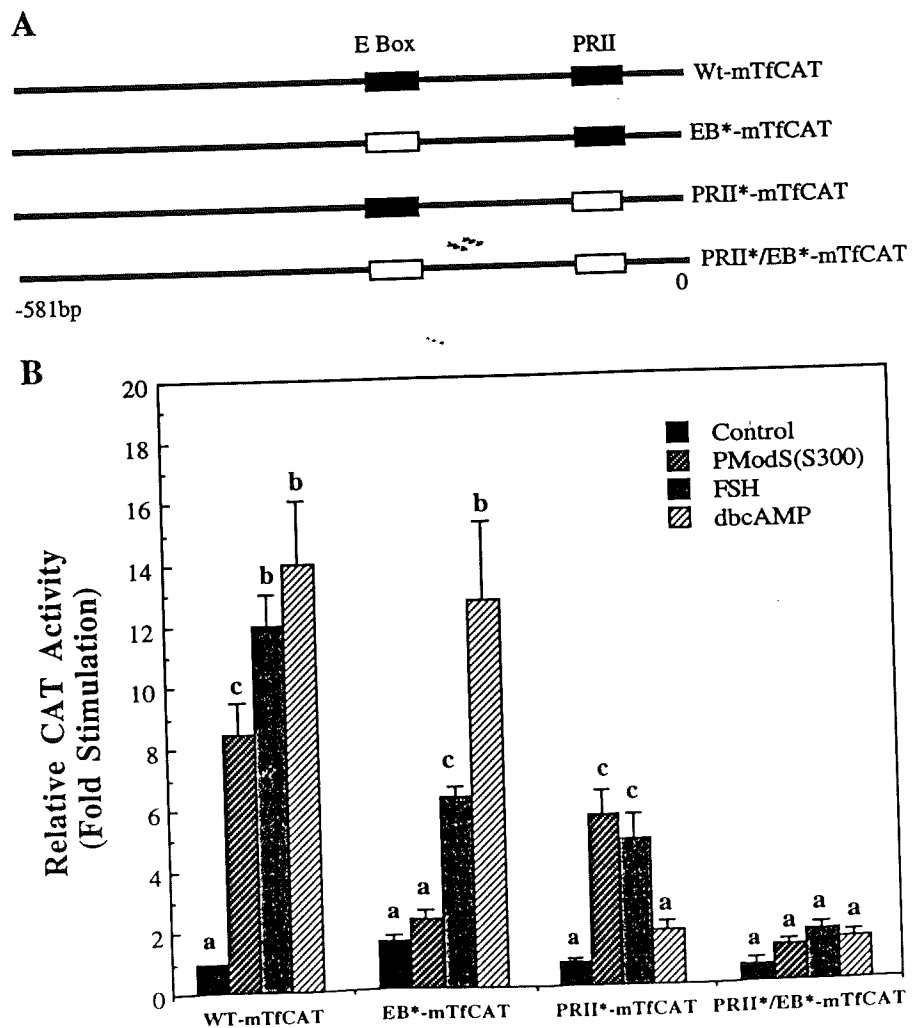 A
E Box PRII
Wt-mTfCAT
EB*-mTfCAT
PRII*-mTfCAT
PRII*/EB*-mTfCAT
-581bp 0
B
Relative CAT Activity
(Fold Stimulation)
20
18
16
14
12
10
8
6
4
2
0
Control
PModS(S300)
FSH
dbcAMP
a c b b
a a c b
a c c a
a a a a
WT-mTfCAT EB*-mTfCAT PRII*-mTfCAT PRII*/EB*-mTfCAT